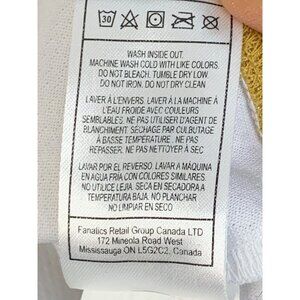 30
WASH INSIDE OUT.
MACHINE WASH COLD WITH LIKE COLORS.
DO NOT BLEACH. TUMBLE DRY LOW.
DO NOT IRON. DO NOT DRY CLEAN
LAVER À L'ENVERS. LAVER À LA MACHINE À
L'EAU FROIDE AVEC COULEURS
SEMBLABLES. NE PAS UTILISER D'AGENT DE
BLANCHIMENT. SÉCHAGE PAR CULBUTAGE
À BASSE TEMPÉRATURE . NE PAS
REPASSER. NE PAS NETTOYER À SEC
LAVAR POR EL REVERSO. LAVAR A MAQUINA
EN AGUA FRIA CON COLORES SIMILARES.
NO UTILICE LEJIA. SECA EN SECADORA A
TEMPERATURA BAJA. NO PLANCHAR
NO LIMPIAR EN SECO
Fanatics Retail Group Canada LTD
172 Mineola Road West
Mississauga ON L5G2C2, Canada